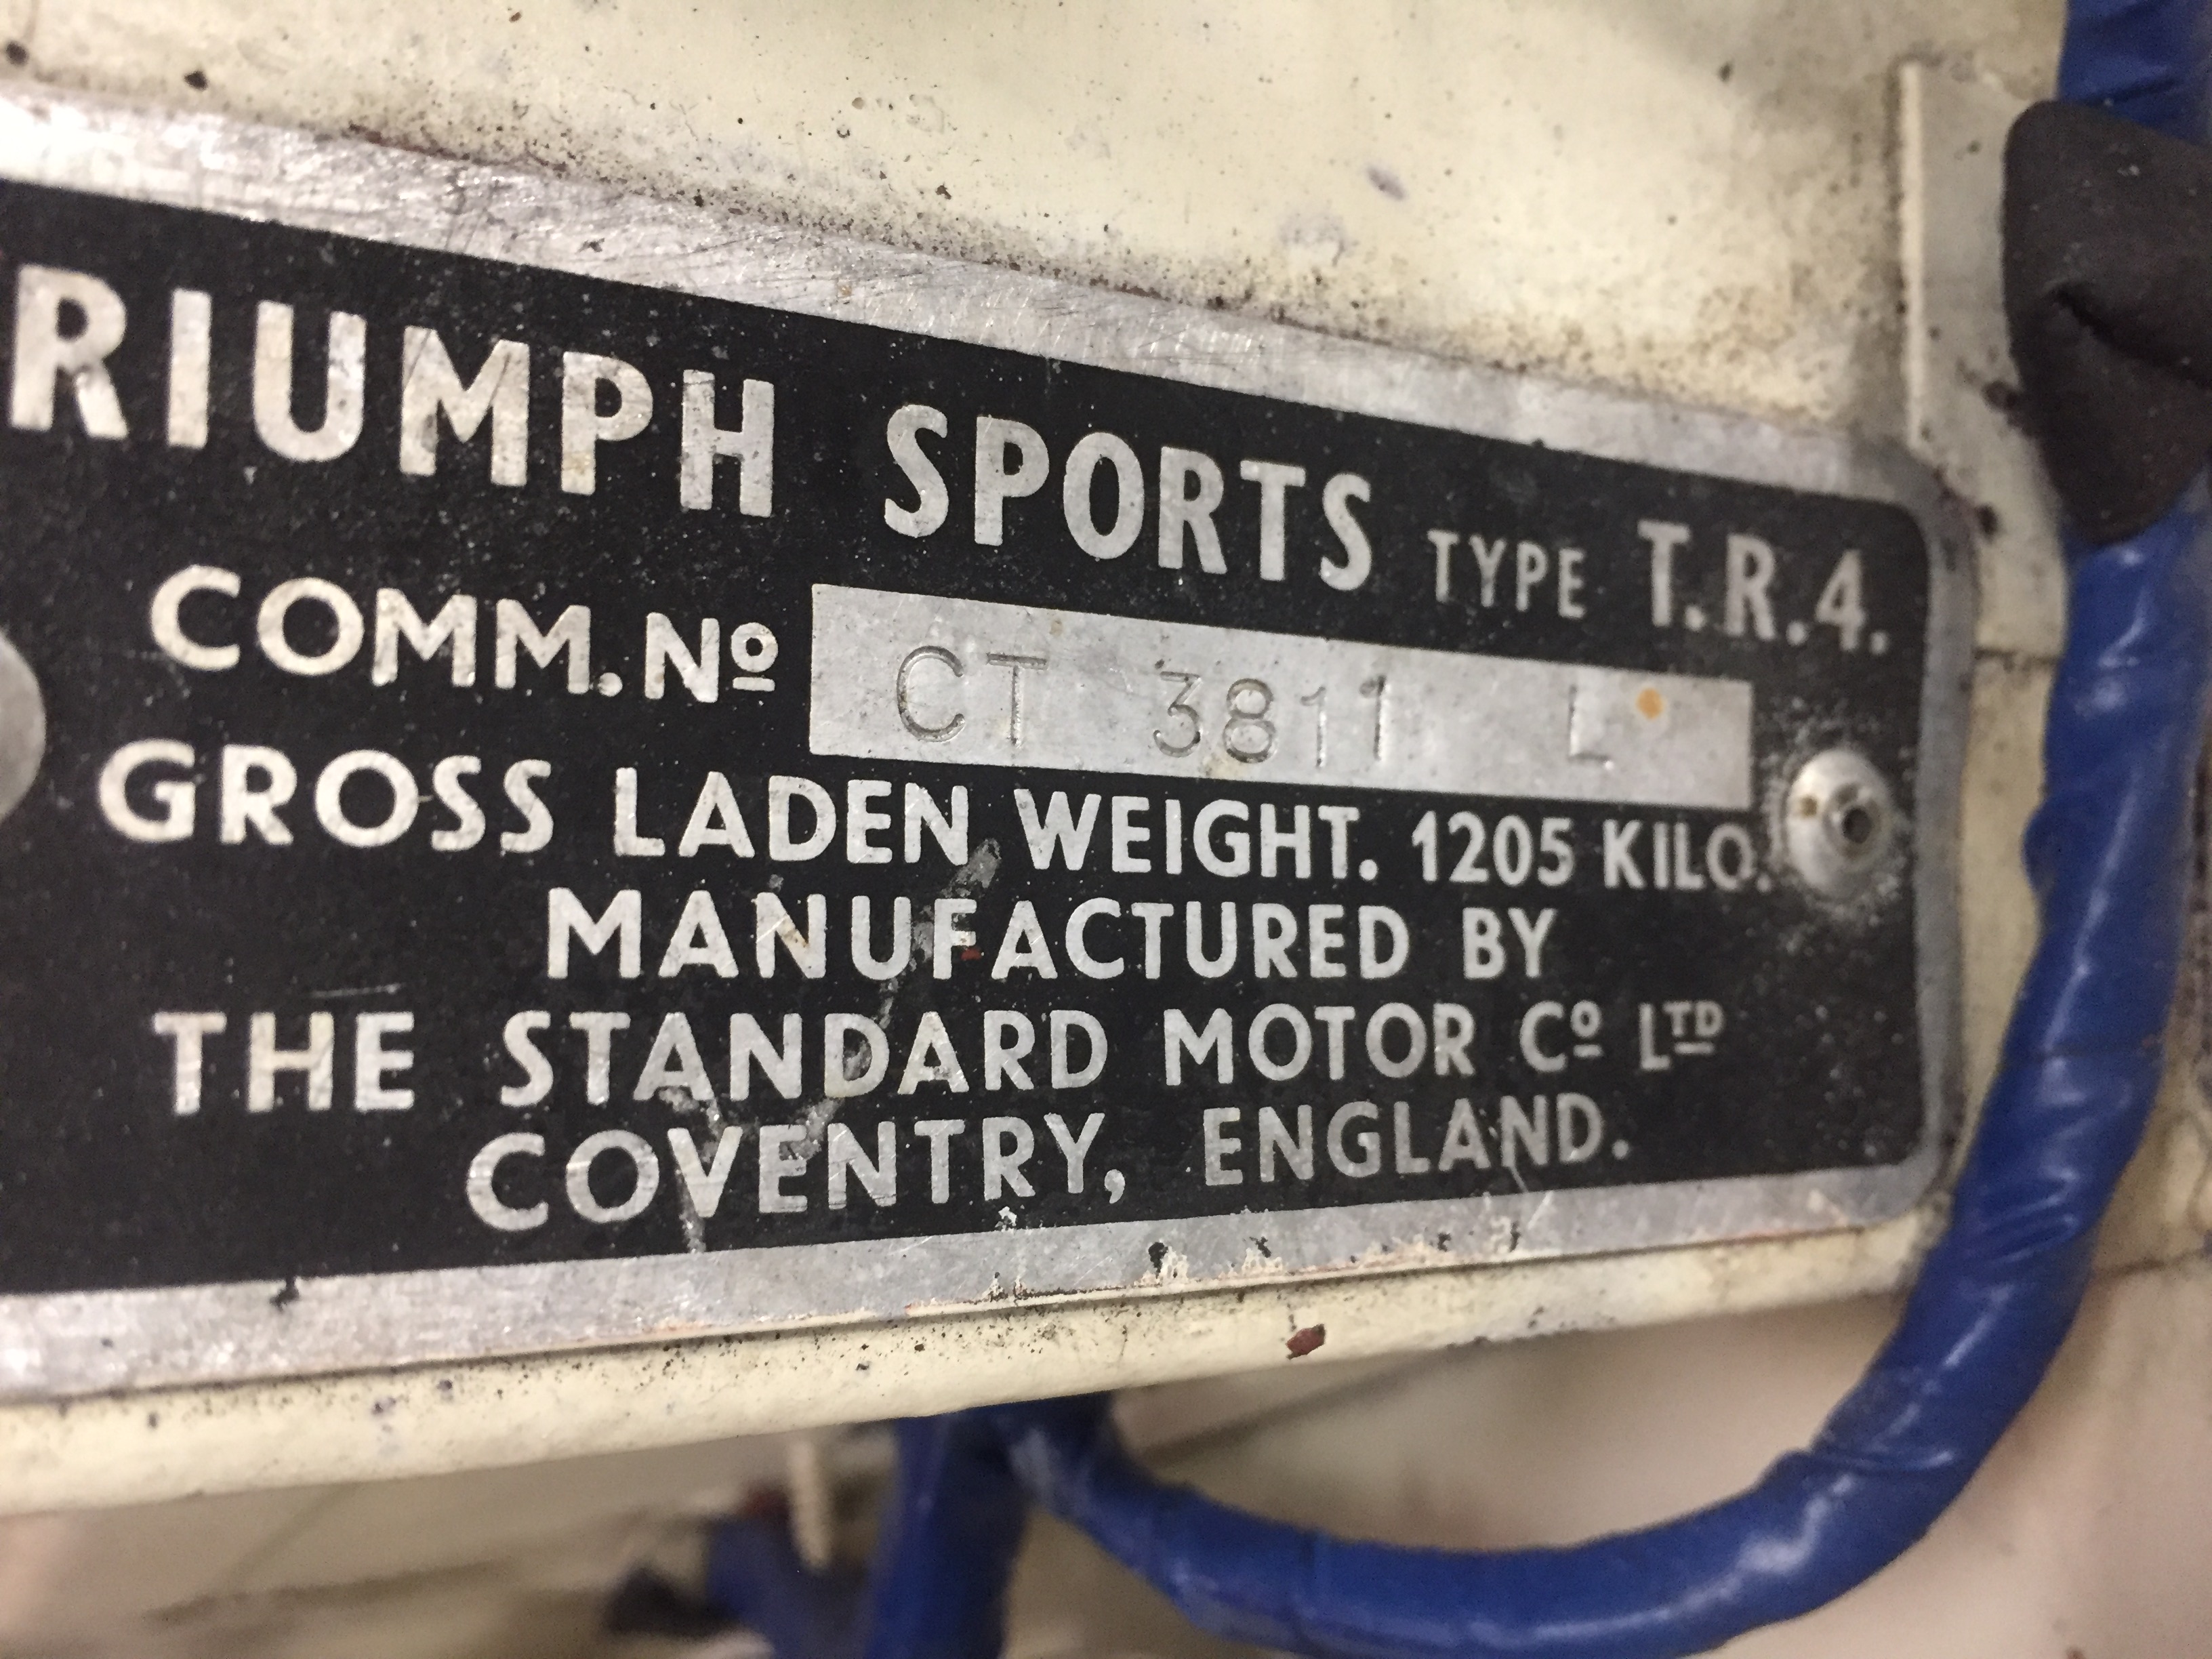 RIUMPH SPORTS TYPE T.R.4.
COMM. Nº CT 3811 L
GROSS LADEN WEIGHT. 1205 KILO.
MANUFACTURED BY
THE STANDARD MOTOR Cº LTD
COVENTRY, ENGLAND.